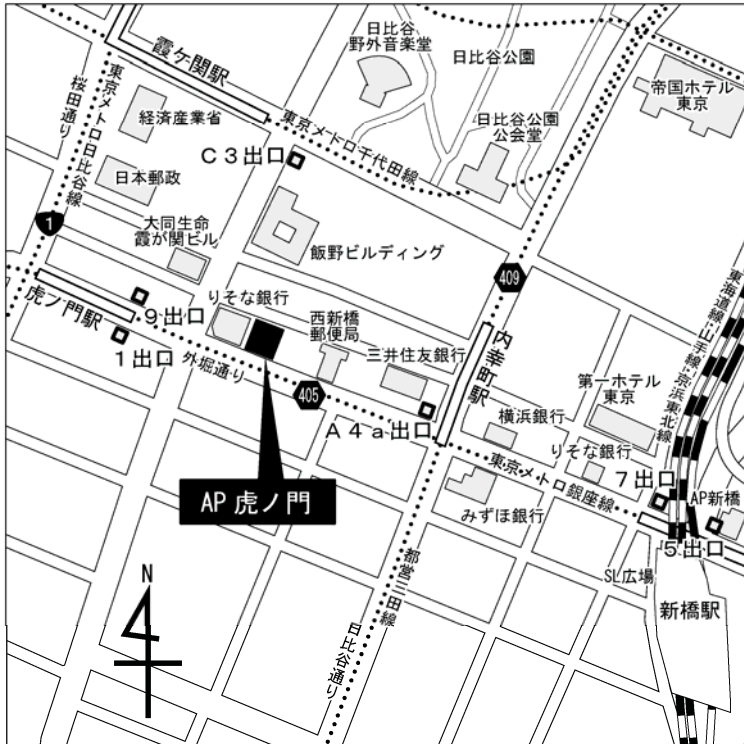 日比谷
野外音楽堂
日比谷公園
霞ケ関駅
帝国ホテル
東京
桜田通り
東京メトロ日比谷線
経済産業省
東京メトロ千代田線
日比谷公園
公会堂
C3出口
日本郵政
1
大同生命
霞が関ビル
飯野ビルディング
409
東海道線・山手線・京浜東北線
虎ノ門駅
9出口
りそな銀行
西新橋
郵便局
内幸町駅
1出口
外堀通り
三井住友銀行
405
第一ホテル
東京
A4a出口
横浜銀行
りそな銀行
東京メトロ銀座線
7出口
AP 虎ノ門
みずほ銀行
AP新橋
5出口
都営三田線
SL広場
新橋駅
N
日比谷通り